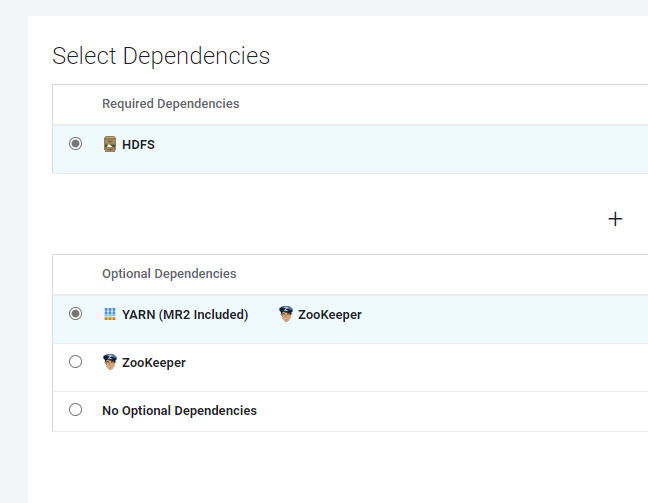 Select Dependencies
Required Dependencies
HDFS
+
Optional Dependencies
YARN (MR2 Included) ZooKeeper
ZooKeeper
No Optional Dependencies